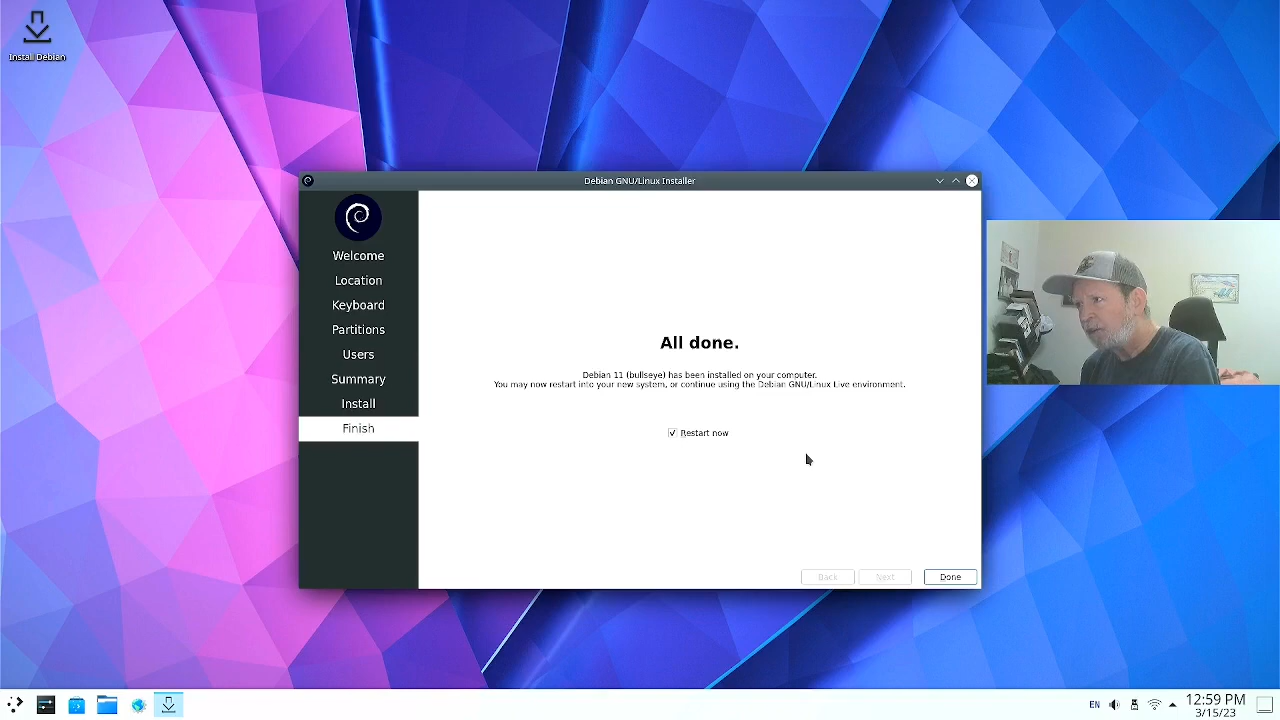 Install Debian
Debian GNU/Linux Installer
Welcome
Location
Keyboard
Partitions
Users
Summary
Install
Finish
All done.
Debian 11 (bullseye) has been installed on your computer.
You may now restart into your new system, or continue using the Debian GNU/Linux Live environment.
Restart now
Back
Next
Done
EN
12:59 PM
3/15/23